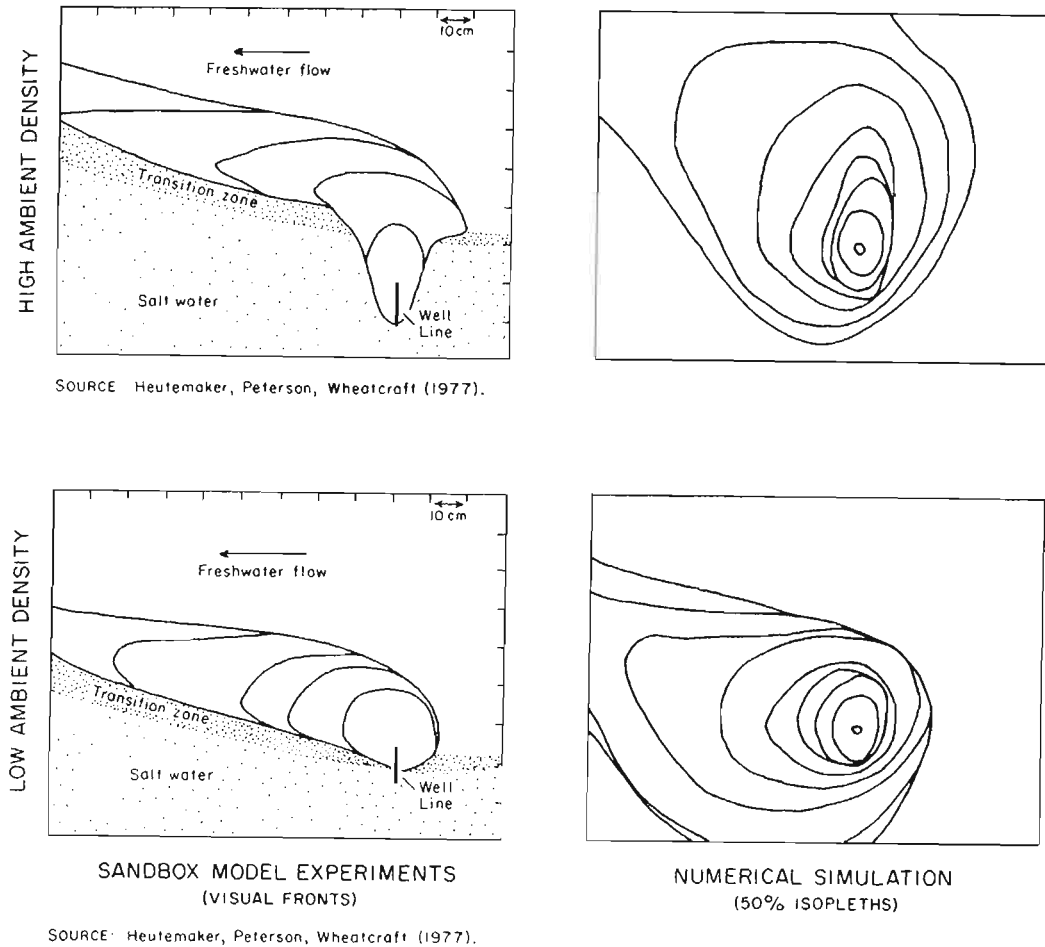 HIGH AMBIENT DENSITY
10 cm
Freshwater flow
Transition zone
Salt water
Well
Line
SOURCE Heutemaker, Peterson, Wheatcraft (1977).
LOW AMBIENT DENSITY
10 cm
Freshwater flow
Transition zone
Salt water
Well
Line
SANDBOX MODEL EXPERIMENTS
(VISUAL FRONTS)
NUMERICAL SIMULATION
(50% ISOPLETHS)
SOURCE: Heutemaker, Peterson, Wheatcraft (1977).